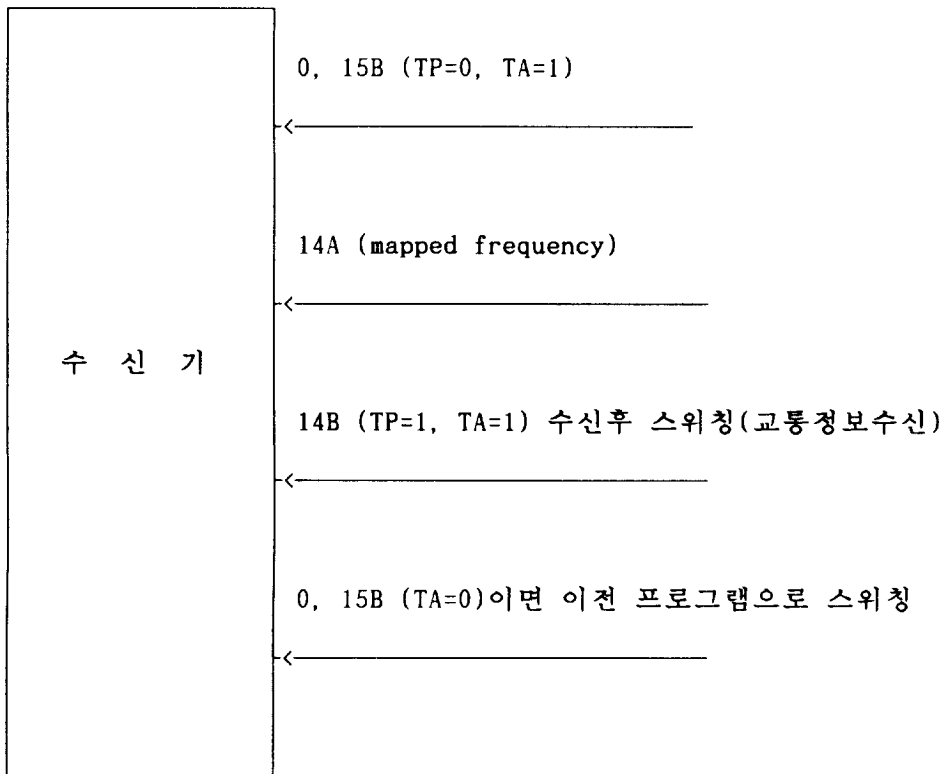 0, 15B (TP=0, TA=1)
14A (mapped frequency)
수 신 기
14B (TP=1, TA=1) 수신후 스위칭(교통정보수신)
0, 15B (TA=0)이면 이전 프로그램으로 스위칭